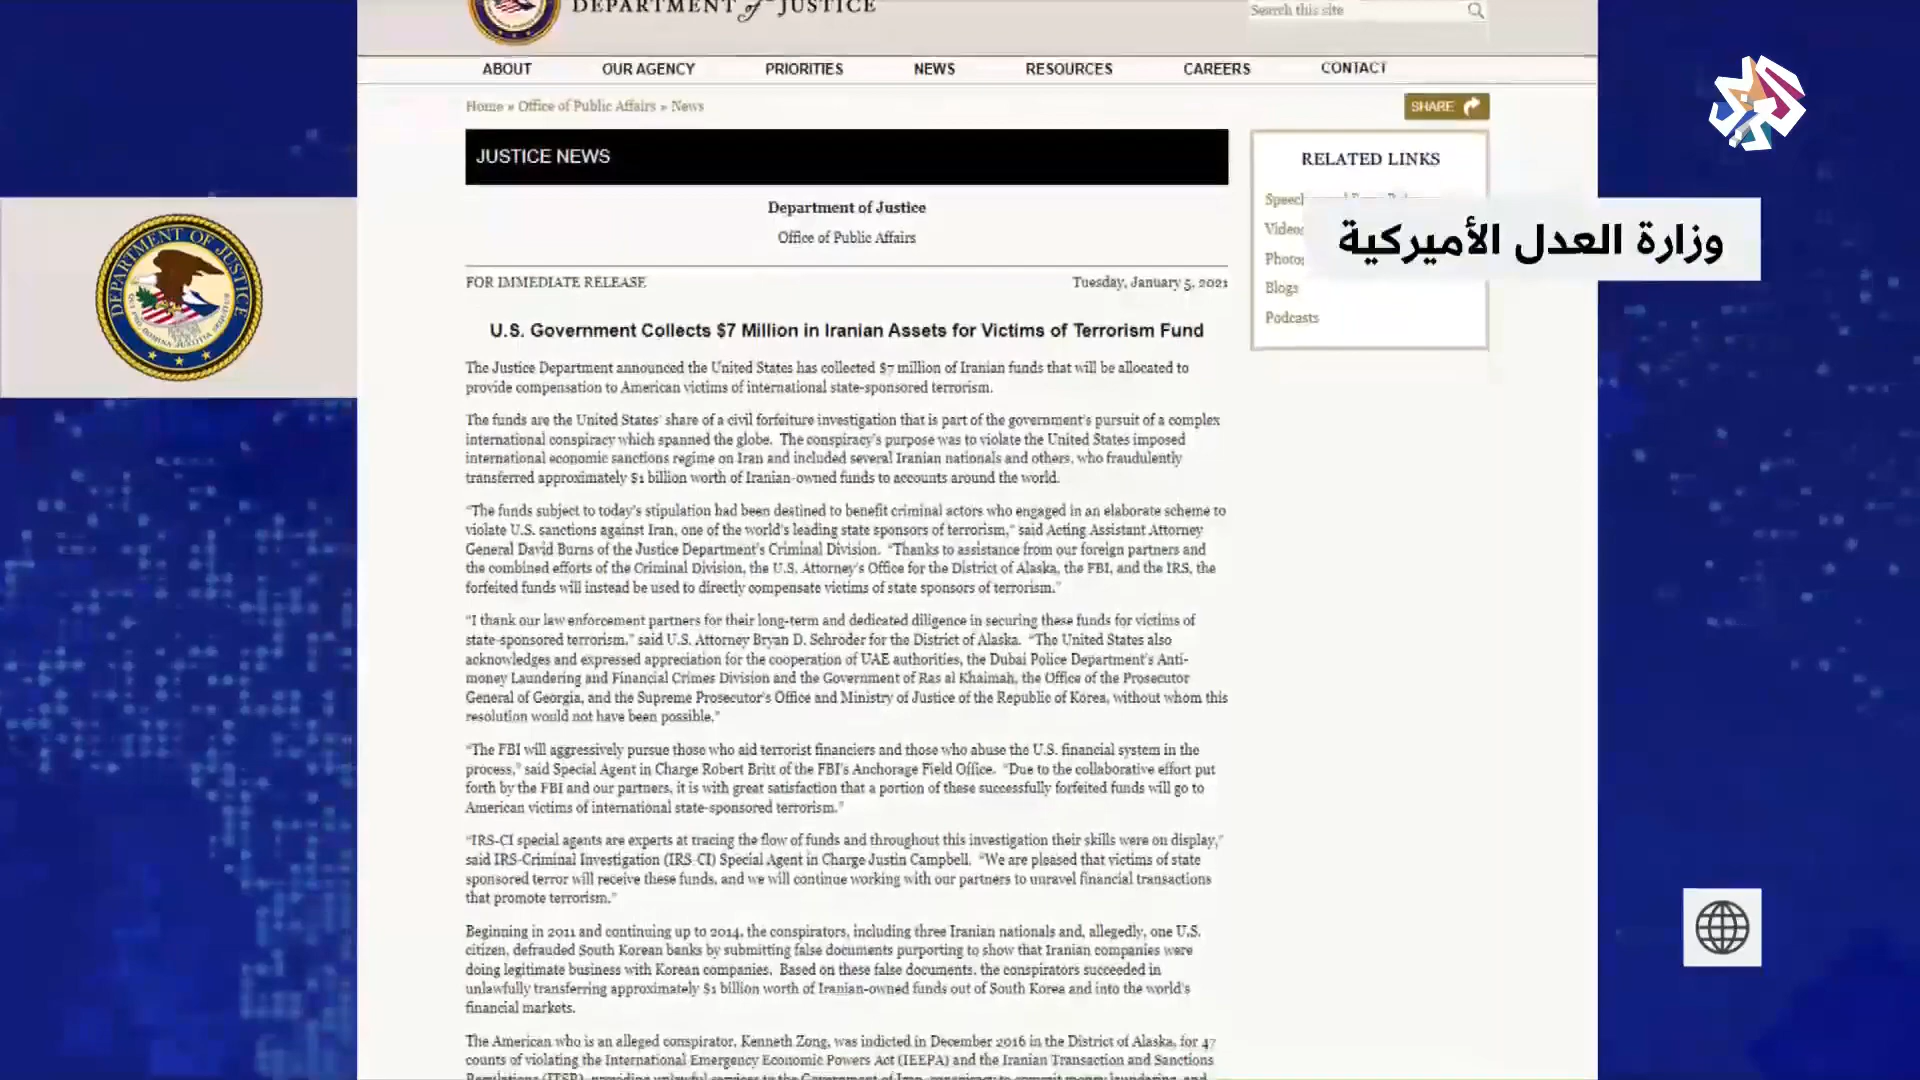 DEPARTMENT of JUSTICE
Search this site
ABOUT OUR AGENCY PRIORITIES NEWS RESOURCES CAREERS CONTACT
Home » Office of Public Affairs » News
SHARE
JUSTICE NEWS
RELATED LINKS
Videos
Photos
Blogs
Podcasts
وزارة العدل الأميركية
DEPARTMENT OF JUSTICE
Department of Justice
Office of Public Affairs
FOR IMMEDIATE RELEASE
Tuesday, January 5, 2021
U.S. Government Collects $7 Million in Iranian Assets for Victims of Terrorism Fund
The Justice Department announced the United States has collected $7 million of Iranian funds that will be allocated to
provide compensation to American victims of international state-sponsored terrorism.
The funds are the United States' share of a civil forfeiture investigation that is part of the government's pursuit of a complex
international conspiracy which spanned the globe. The conspiracy's purpose was to violate the United States imposed
international economic sanctions regime on Iran and included several Iranian nationals and others, who fraudulently
transferred approximately $1 billion worth of Iranian-owned funds to accounts around the world.
"The funds subject to today's stipulation had been destined to benefit criminal actors who engaged in an elaborate scheme to
violate U.S. sanctions against Iran, one of the world's leading state sponsors of terrorism," said Acting Assistant Attorney
General David Burns of the Justice Department's Criminal Division. "Thanks to assistance from our foreign partners and
the combined efforts of the Criminal Division, the U.S. Attorney's Office for the District of Alaska, the FBI, and the IRS, the
forfeited funds will instead be used to directly compensate victims of state sponsors of terrorism."
"I thank our law enforcement partners for their long-term and dedicated diligence in securing these funds for victims of
state-sponsored terrorism," said U.S. Attorney Bryan D. Schroder for the District of Alaska. "The United States also
acknowledges and expressed appreciation for the cooperation of UAE authorities, the Dubai Police Department's Anti-
money Laundering and Financial Crimes Division and the Government of Ras al Khaimah, the Office of the Prosecutor
General of Georgia, and the Supreme Prosecutor's Office and Ministry of Justice of the Republic of Korea, without whom this
resolution would not have been possible."
"The FBI will aggressively pursue those who aid terrorist financiers and those who abuse the U.S. financial system in the
process," said Special Agent in Charge Robert Britt of the FBI's Anchorage Field Office. "Due to the collaborative effort put
forth by the FBI and our partners, it is with great satisfaction that a portion of these successfully forfeited funds will go to
American victims of international state-sponsored terrorism."
"IRS-CI special agents are experts at tracing the flow of funds and throughout this investigation their skills were on display,"
said IRS-Criminal Investigation (IRS-CI) Special Agent in Charge Justin Campbell. "We are pleased that victims of state
sponsored terror will receive these funds, and we will continue working with our partners to unravel financial transactions
that promote terrorism."
Beginning in 2011 and continuing up to 2014, the conspirators, including three Iranian nationals and, allegedly, one U.S.
citizen, defrauded South Korean banks by submitting false documents purporting to show that Iranian companies were
doing legitimate business with Korean companies. Based on these false documents, the conspirators succeeded in
unlawfully transferring approximately $1 billion worth of Iranian-owned funds out of South Korea and into the world's
financial markets.
The American who is an alleged conspirator, Kenneth Zong, was indicted in December 2016 in the District of Alaska, for 47
counts of violating the International Emergency Economic Powers Act (IEEPA) and the Iranian Transaction and Sanctions